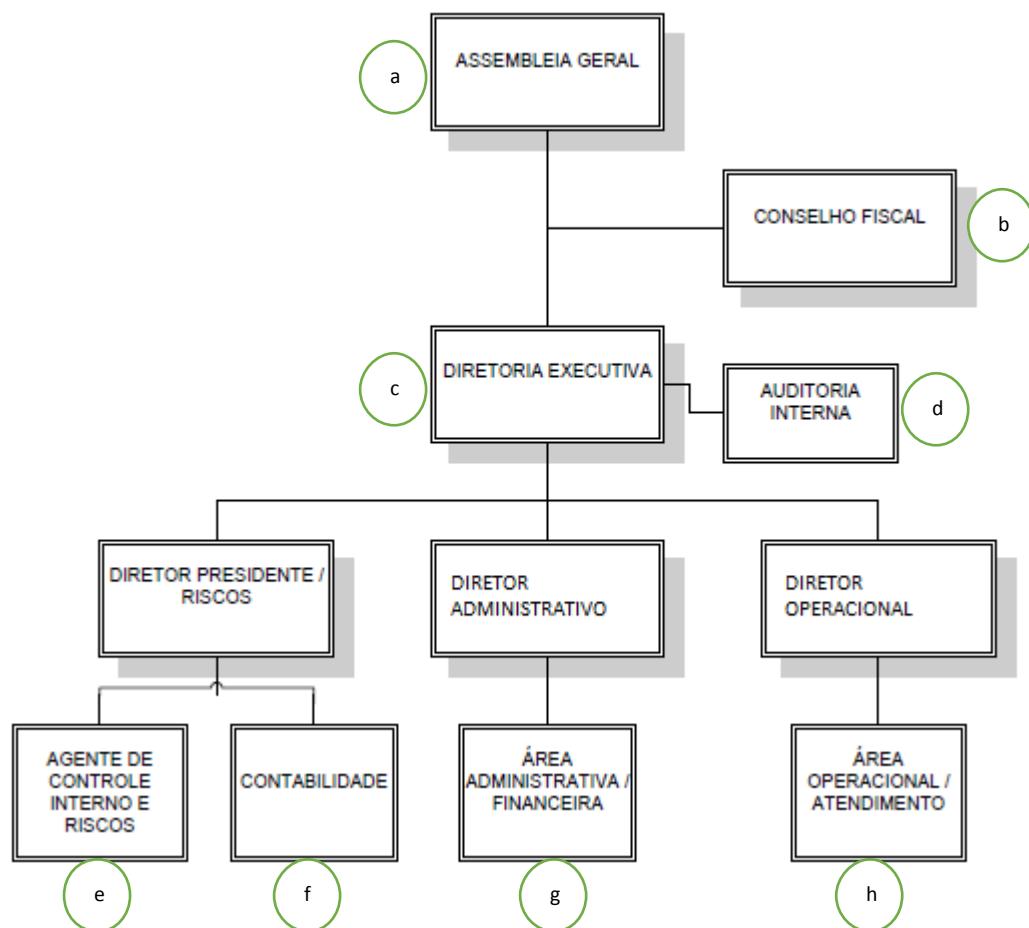 ASSEMBLEIA GERAL
a
CONSELHO FISCAL
b
DIRETORIA EXECUTIVA
c
AUDITORIA
INTERNA
d
DIRETOR PRESIDENTE /
RISCOS
DIRETOR
ADMINISTRATIVO
DIRETOR
OPERACIONAL
AGENTE DE
CONTROLE
INTERNO E
RISCOS
CONTABILIDADE
ÁREA
ADMINISTRATIVA /
FINANCEIRA
ÁREA
OPERACIONAL /
ATENDIMENTO
e
f
g
h